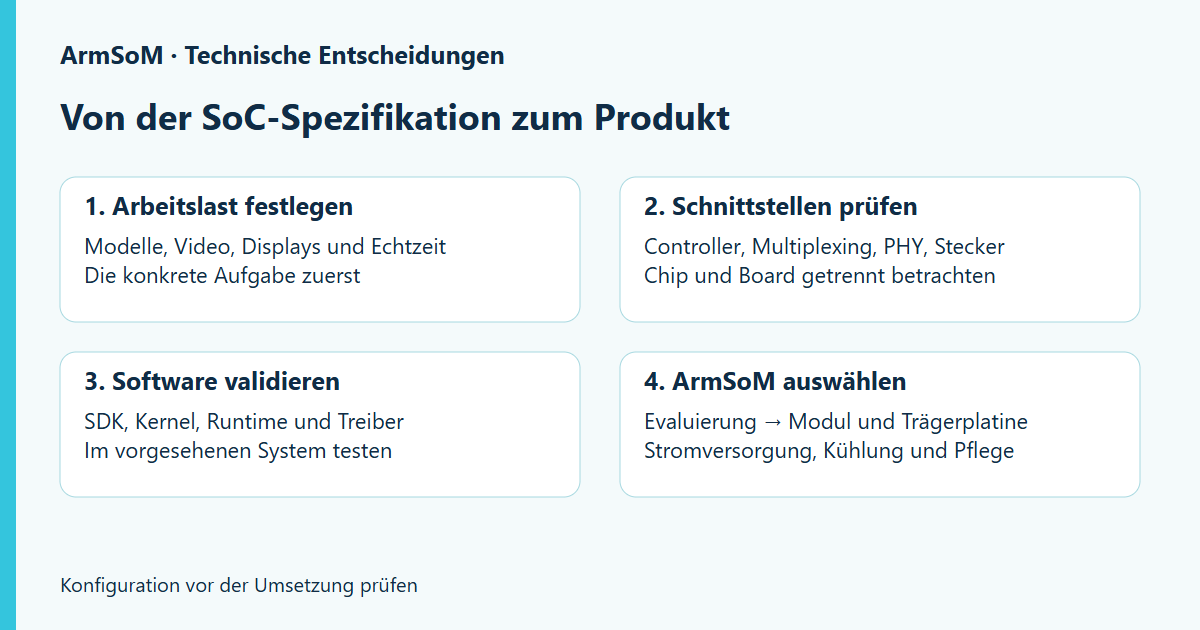 ArmSoM · Technische Entscheidungen
Von der SoC-Spezifikation zum Produkt
1. Arbeitslast festlegen
Modelle, Video, Displays und Echtzeit
Die konkrete Aufgabe zuerst
2. Schnittstellen prüfen
Controller, Multiplexing, PHY, Stecker
Chip und Board getrennt betrachten
3. Software validieren
SDK, Kernel, Runtime und Treiber
Im vorgesehenen System testen
4. ArmSoM auswählen
Evaluierung → Modul und Trägerplatine
Stromversorgung, Kühlung und Pflege
Konfiguration vor der Umsetzung prüfen